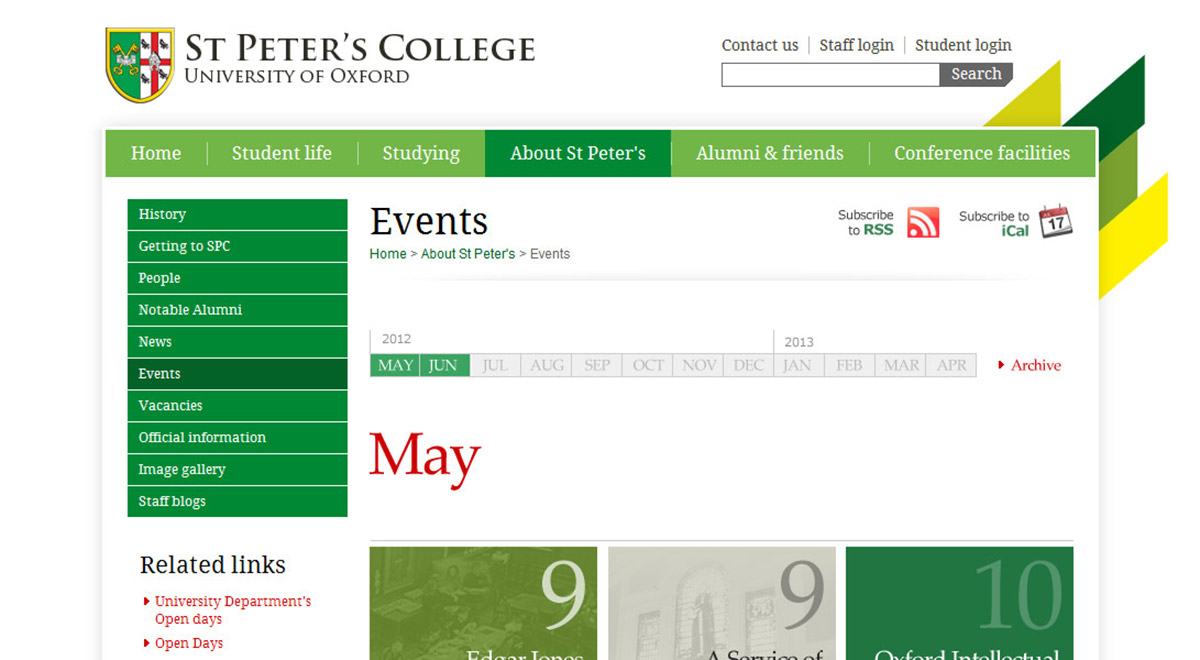 ST PETER'S COLLEGE
UNIVERSITY OF OXFORD
Contact us
Staff login
Student login
Search
Home
Student life
Studying
About St Peter's
Alumni & friends
Conference facilities
History
Getting to SPC
People
Notable Alumni
News
Events
Vacancies
Official information
Image gallery
Staff blogs
Related links
University Department's
Open days
Open Days
Events
Home > About St Peter's > Events
Subscribe
to RSS
Subscribe to
iCal
17
2012
2013
MAY JUN JUL AUG SEP OCT NOV DEC JAN FEB MAR APR
Archive
May
9
Edgar Jones
9
A Service of
10
Oxford Intellectual